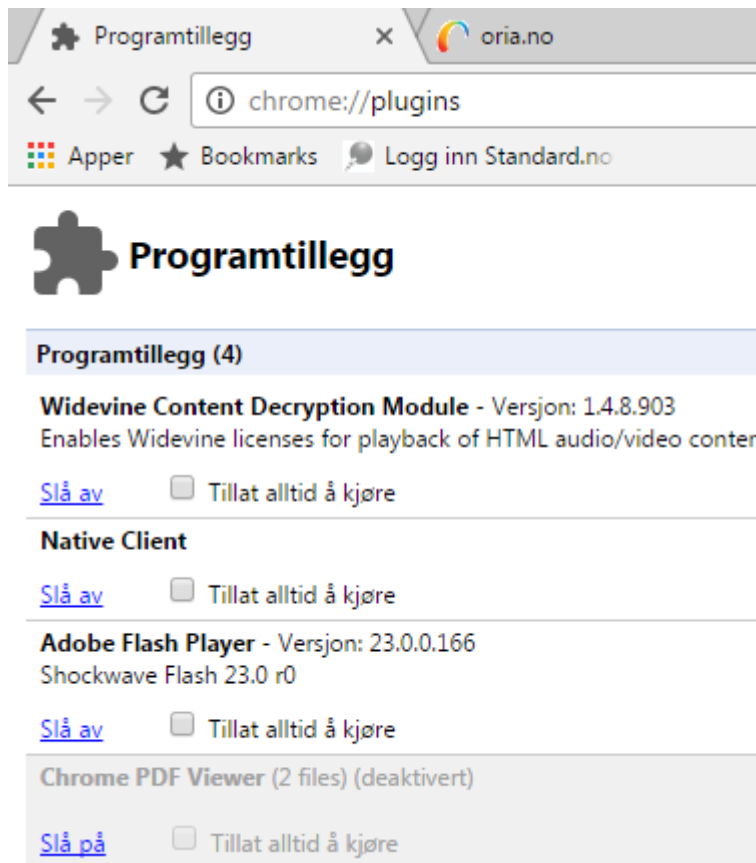 Programtillegg
oria.no
chrome://plugins
Apper Bookmarks Logg inn Standard.no
Programtillegg
Programtillegg (4)
Widevine Content Decryption Module - Versjon: 1.4.8.903
Enables Widevine licenses for playback of HTML audio/video
Slå av Tillat alltid å kjøre
Native Client
Slå av Tillat alltid å kjøre
Adobe Flash Player - Versjon: 23.0.0.166
Shockwave Flash 23.0 r0
Slå av Tillat alltid å kjøre
Chrome PDF Viewer (2 files) (deaktivert)
Slå på Tillat alltid å kjøre